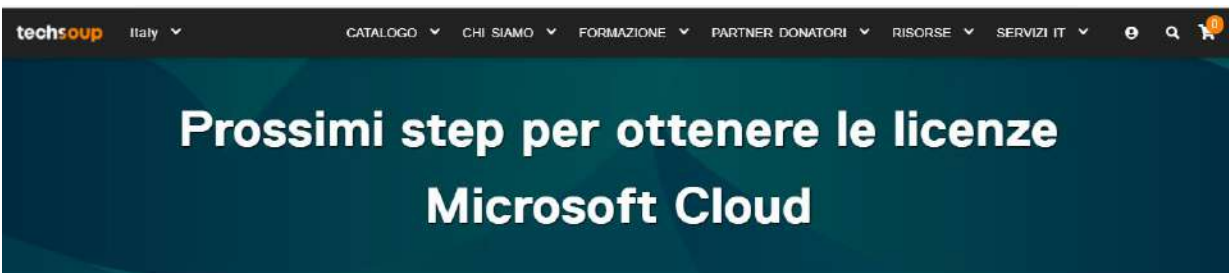 techsoup Italy CATALOGO CHI SIAMO FORMAZIONE PARTNER DONATORI RISORSE SERVIZI IT 0
Prossimi step per ottenere le licenze
Microsoft Cloud